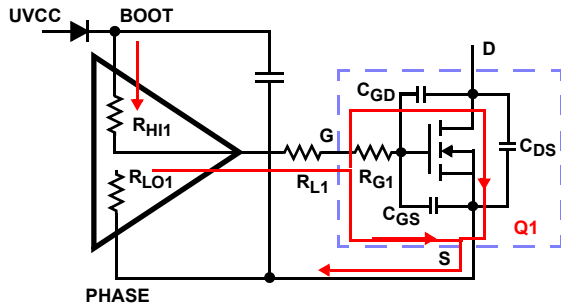 UVCC
BOOT
D
CGD
RHI1
G
CDS
RLO1
RL1
RG1
CGS
Q1
S
PHASE